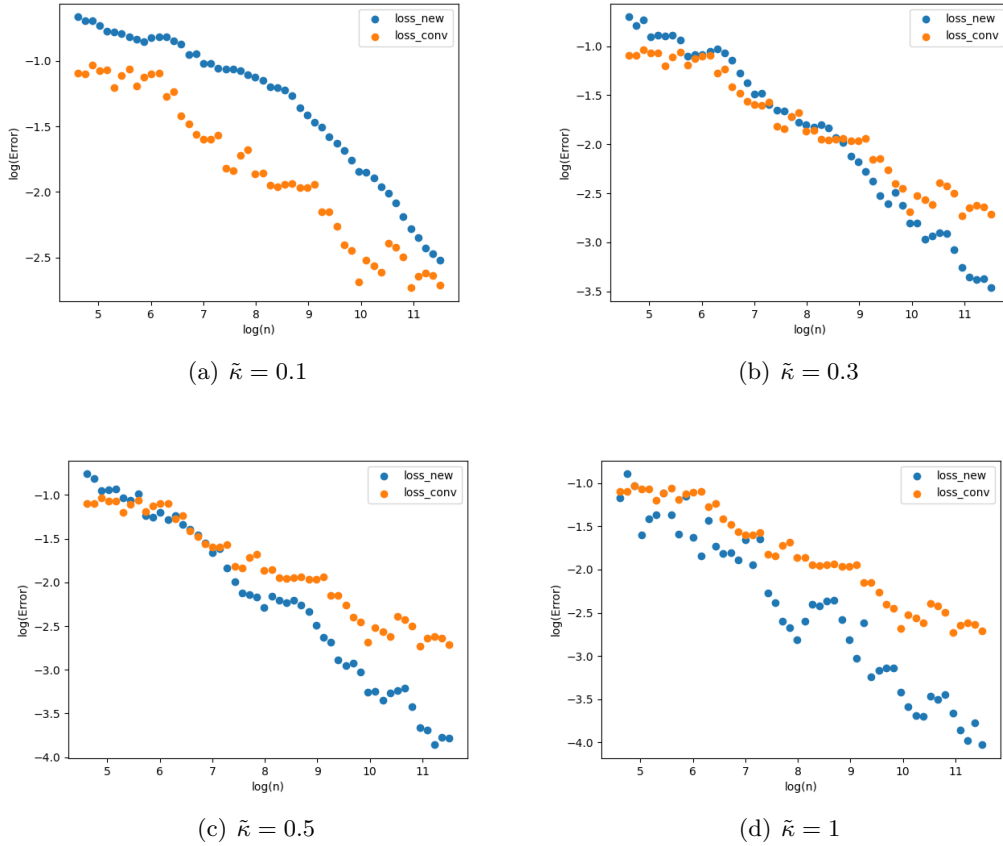 loss_new
loss_conv
−1.0
−1.5
−2.0
−2.5
log(Error)
5 6 7 8 9 10 11
log(n)
(a) κ̃ = 0.1
loss_new
loss_conv
−1.0
−1.5
−2.0
−2.5
−3.0
−3.5
log(Error)
5 6 7 8 9 10 11
log(n)
(b) κ̃ = 0.3
loss_new
loss_conv
−1.0
−1.5
−2.0
−2.5
−3.0
−3.5
−4.0
log(Error)
5 6 7 8 9 10 11
log(n)
(c) κ̃ = 0.5
loss_new
loss_conv
−1.0
−1.5
−2.0
−2.5
−3.0
−3.5
−4.0
log(Error)
5 6 7 8 9 10 11
log(n)
(d) κ̃ = 1